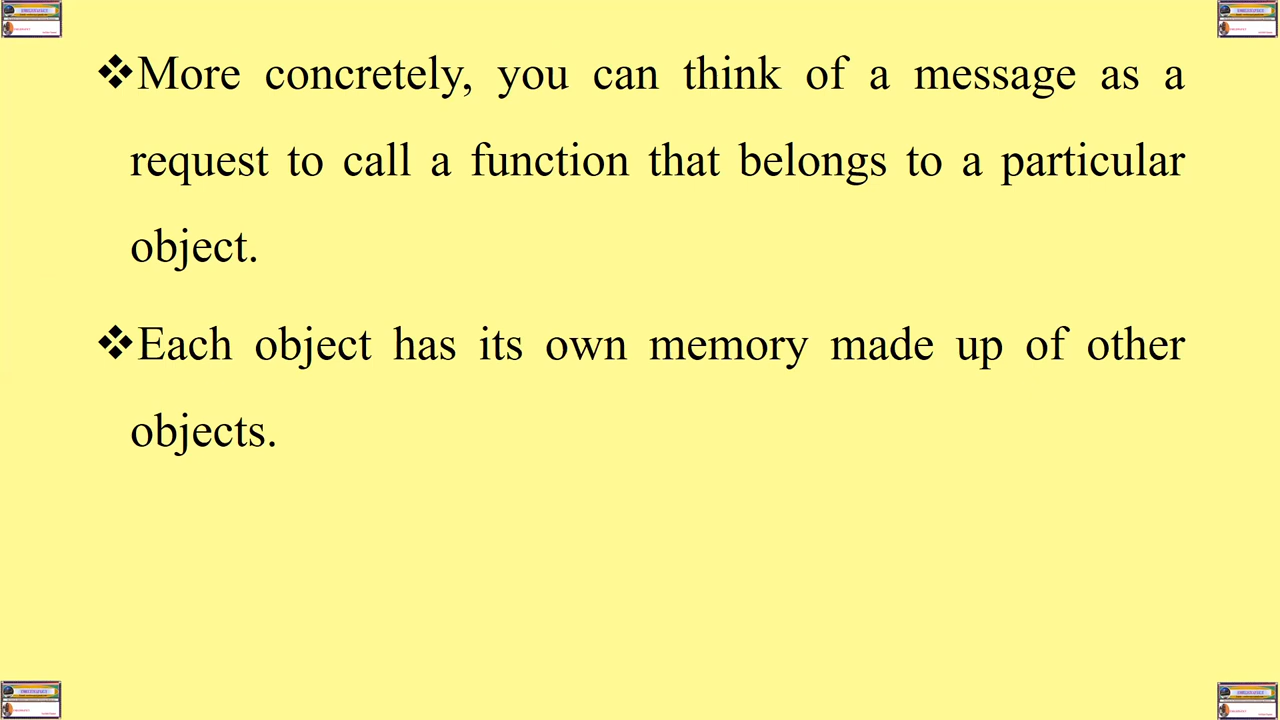 ❖More concretely, you can think of a message as a
request to call a function that belongs to a particular
object.
❖Each object has its own memory made up of other
objects.